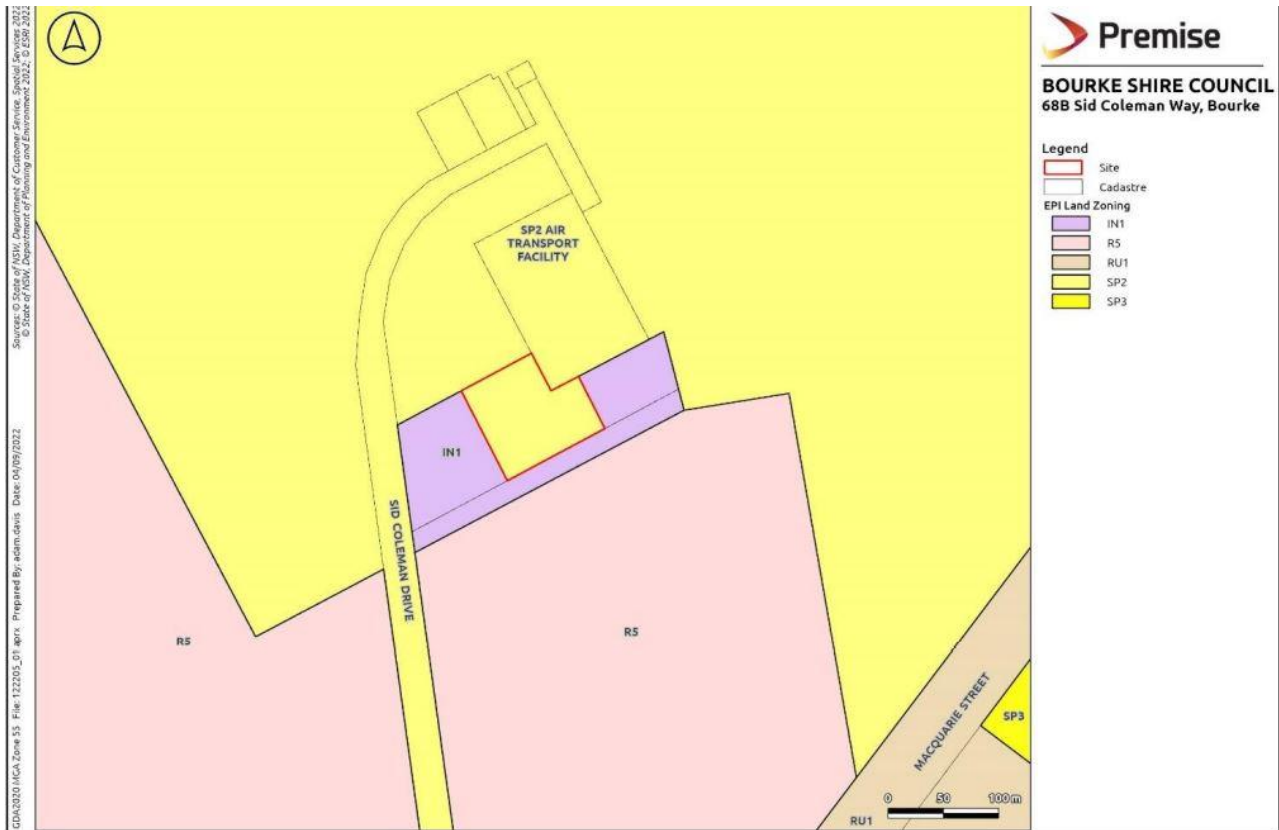 Sources: © State of NSW, Department of Customer Service, Spatial Services 2022
© State of NSW, Department of Planning and Environment 2022; © ESRI 2022
GDA2020 MGA Zone 55 File: 122205_01 aprx Prepared By: adam.davis Date: 04/09/2022
SP2 AIR
TRANSPORT
FACILITY
IN1
SID COLEMAN DRIVE
R5
R5
MACQUARIE STREET
SP3
RU1
0 50 100m
Premise
BOURKE SHIRE COUNCIL
68B Sid Coleman Way, Bourke
Legend
Site
Cadastre
EPI Land Zoning
IN1
R5
RU1
SP2
SP3